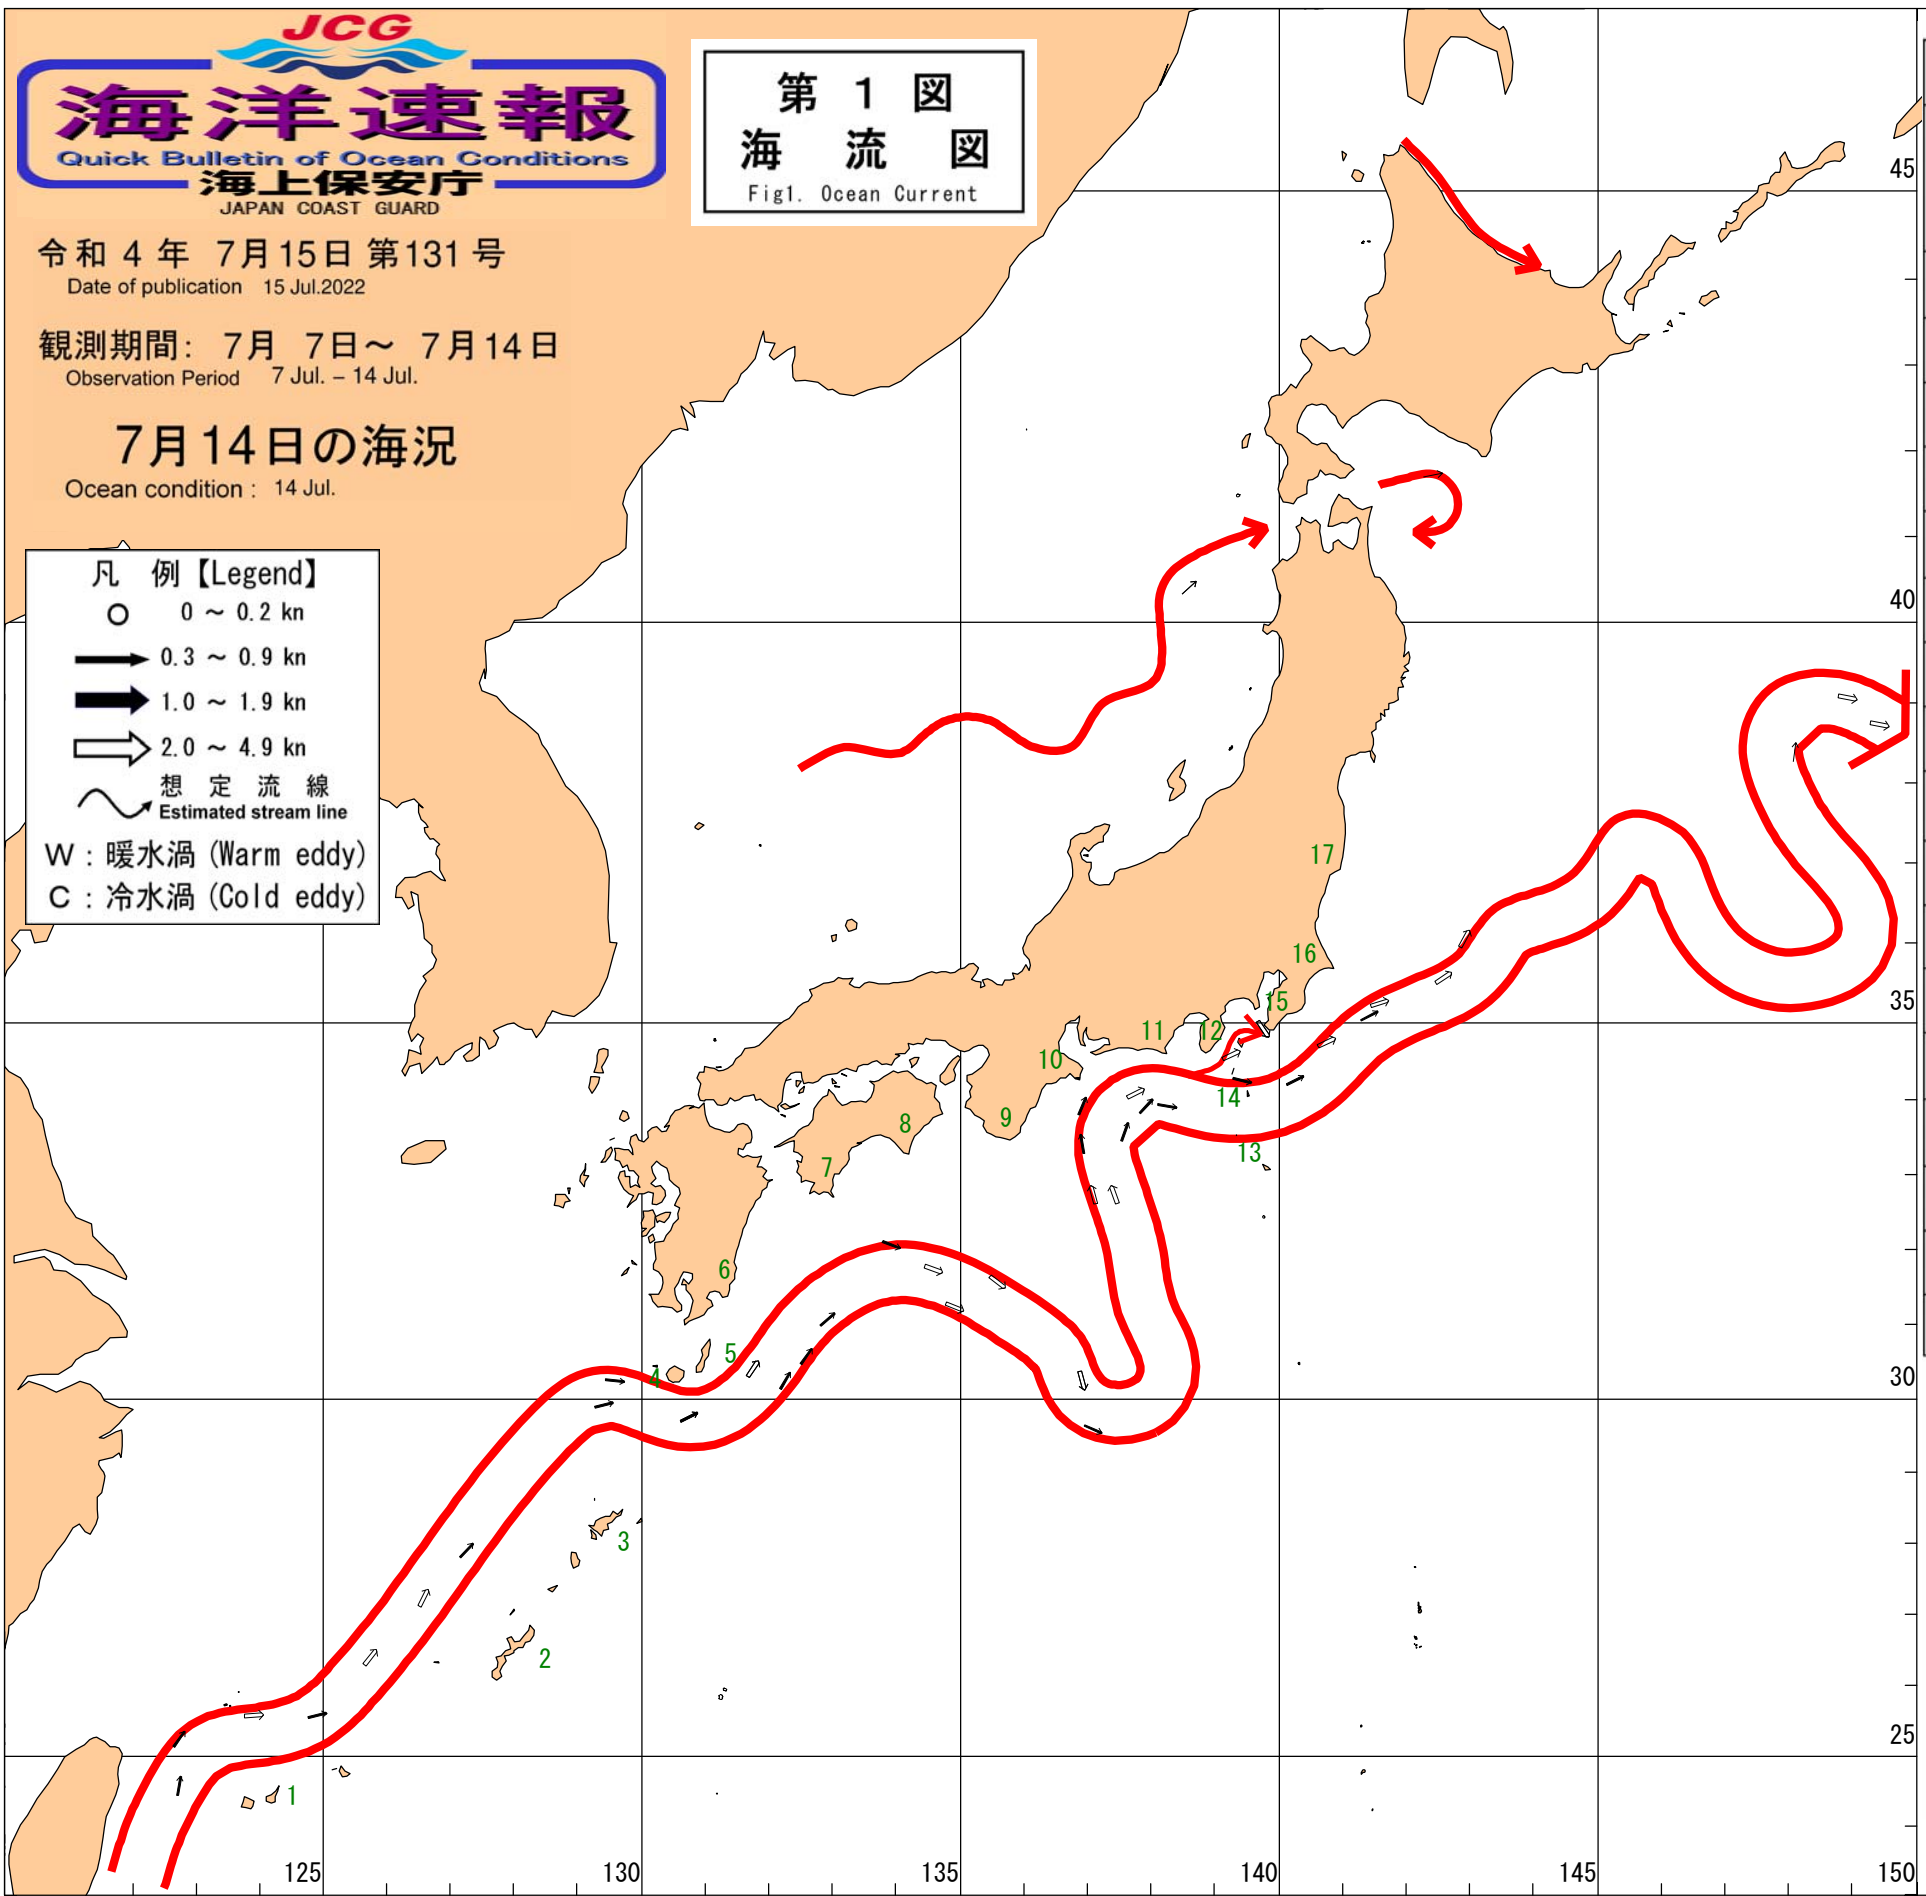 JCG
海洋速報
Quick Bulletin of Ocean Conditions
海上保安庁
JAPAN COAST GUARD
第 1 図
海 流 図
Fig1. Ocean Current
令和 4 年 7月15日 第131 号
Date of publication 15 Jul.2022
観測期間: 7月 7日～ 7月14日
Observation Period 7 Jul. – 14 Jul.
7月14日の海況
Ocean condition : 14 Jul.
凡 例【Legend】
0 ～ 0.2 kn
0.3 ～ 0.9 kn
1.0 ～ 1.9 kn
2.0 ～ 4.9 kn
想 定 流 線
Estimated stream line
W : 暖水渦 (Warm eddy)
C : 冷水渦 (Cold eddy)
45
40
35
30
25
17
16
15
12
11
10
14
13
9
8
7
6
5
4
3
2
1
125
130
135
140
145
150